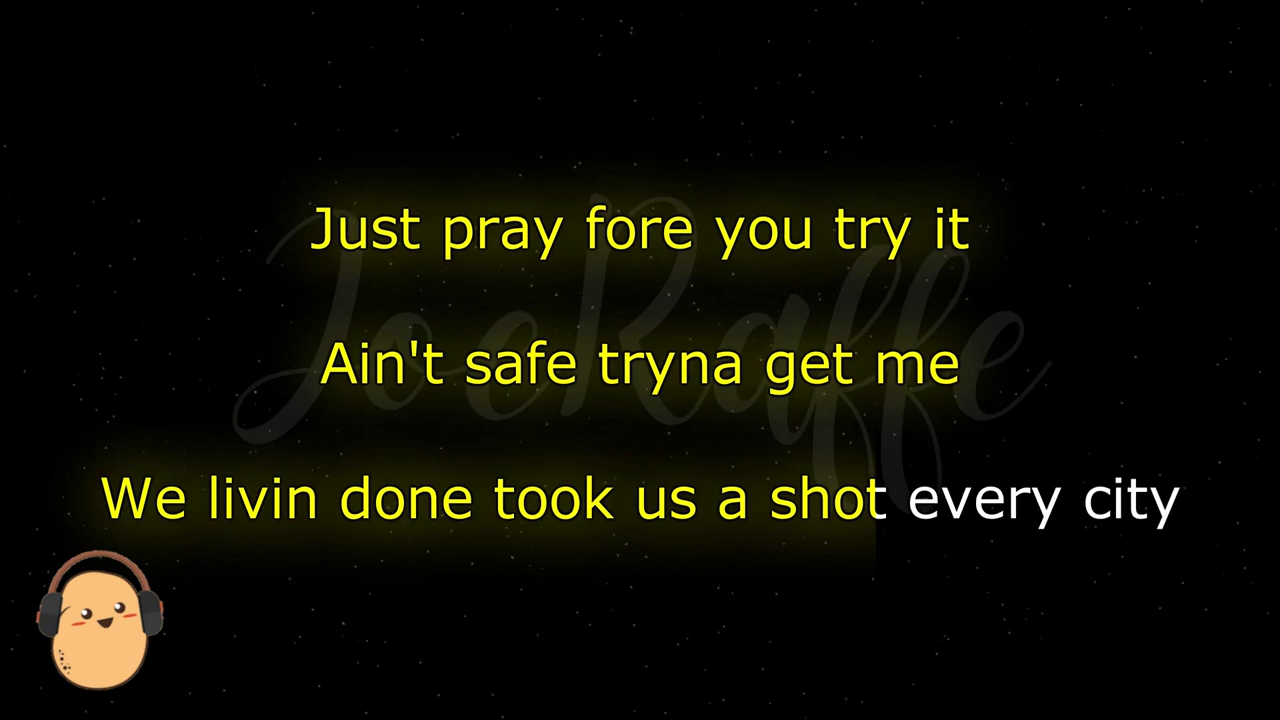 Just pray fore you try it
Ain't safe tryna get me
We livin done took us a shot every city
JoeRaffe